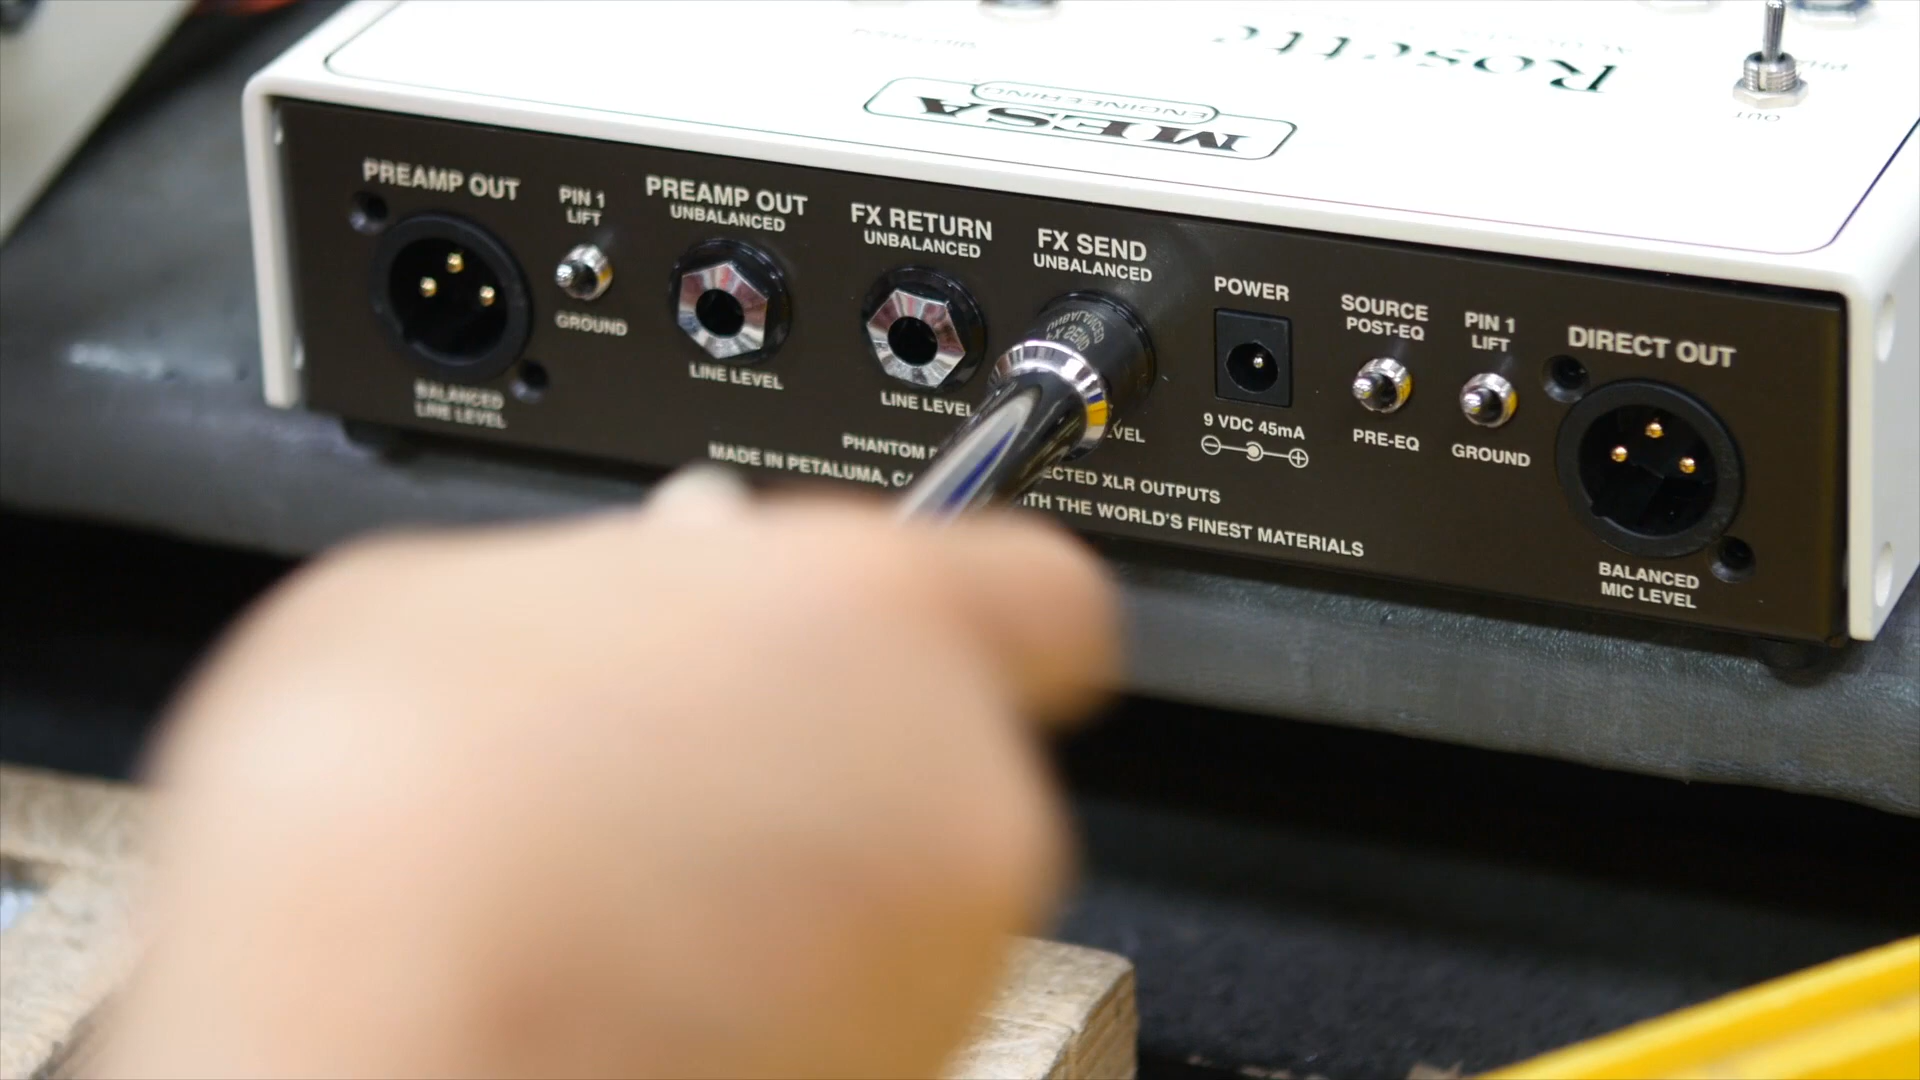 Rosette
MESA
ENGINEERING
OUT
PREAMP OUT
PIN 1
LIFT
GROUND
BALANCED
LINE LEVEL
PREAMP OUT
UNBALANCED
LINE LEVEL
FX RETURN
UNBALANCED
LINE LEVEL
FX SEND
UNBALANCED
POWER
9 VDC 45mA
SOURCE
POST-EQ
PRE-EQ
PIN 1
LIFT
GROUND
DIRECT OUT
BALANCED
MIC LEVEL
PHANTOM
XLR OUTPUTS
MADE IN PETALUMA,
THE WORLD'S FINEST MATERIALS